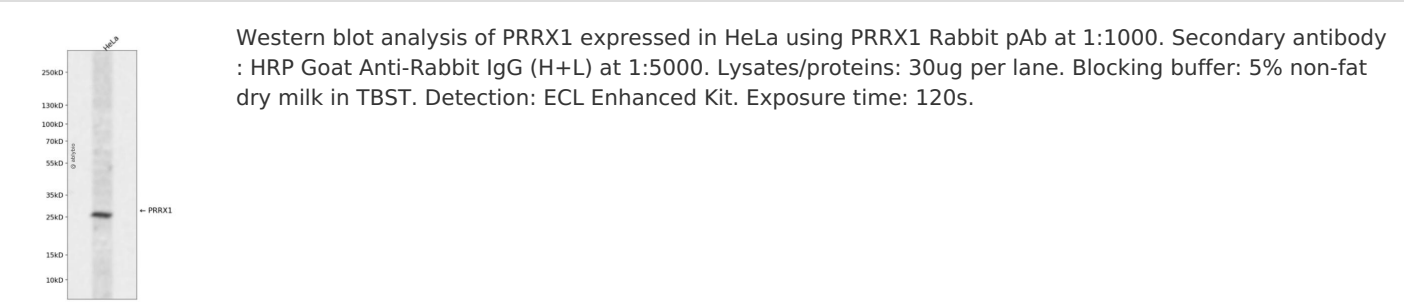 HeLa
Western blot analysis of PRRX1 expressed in HeLa using PRRX1 Rabbit pAb at 1:1000. Secondary antibody
: HRP Goat Anti-Rabbit IgG (H+L) at 1:5000. Lysates/proteins: 30ug per lane. Blocking buffer: 5% non-fat
dry milk in TBST. Detection: ECL Enhanced Kit. Exposure time: 120s.
250kD
130kD
100kD
70kD
@ ablybio
55kD
35kD
← PRRX1
25kD
15kD
10kD